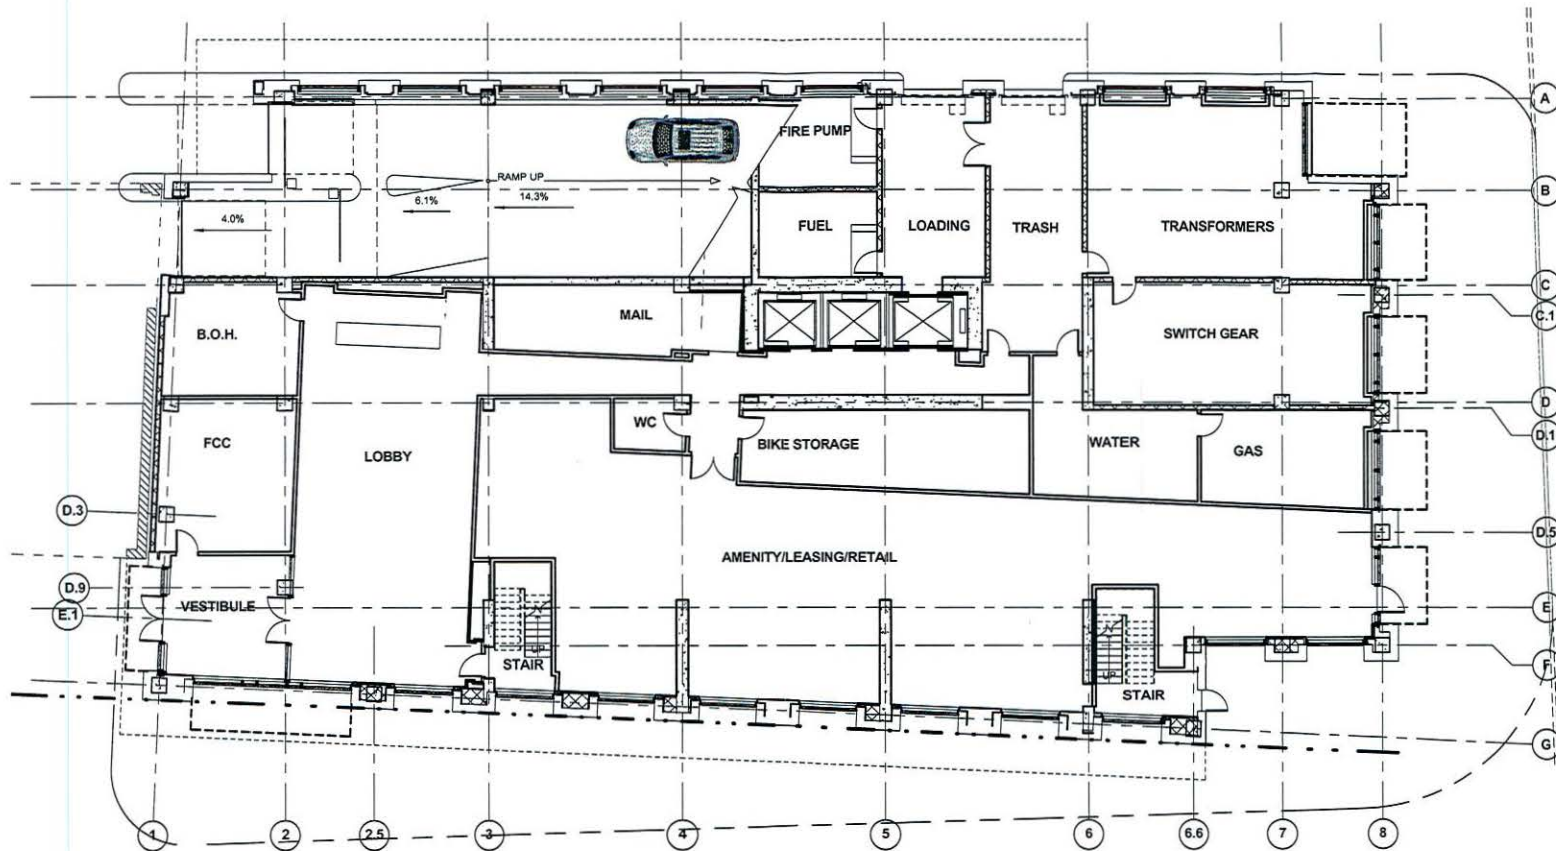 A
FIRE PUMP
RAMP UP
B
6.1%
14.3%
4.0%
FUEL
LOADING
TRASH
TRANSFORMERS
C
MAIL
C.1
B.O.H.
SWITCH GEAR
D
WC
D.1
FCC
BIKE STORAGE
WATER
GAS
LOBBY
D.3
D.5
AMENITY/LEASING/RETAIL
D.9
VESTIBULE
E
E.1
UP
STAIR
F
UP
STAIR
G
1
2
2.5
3
4
5
6
6.6
7
8